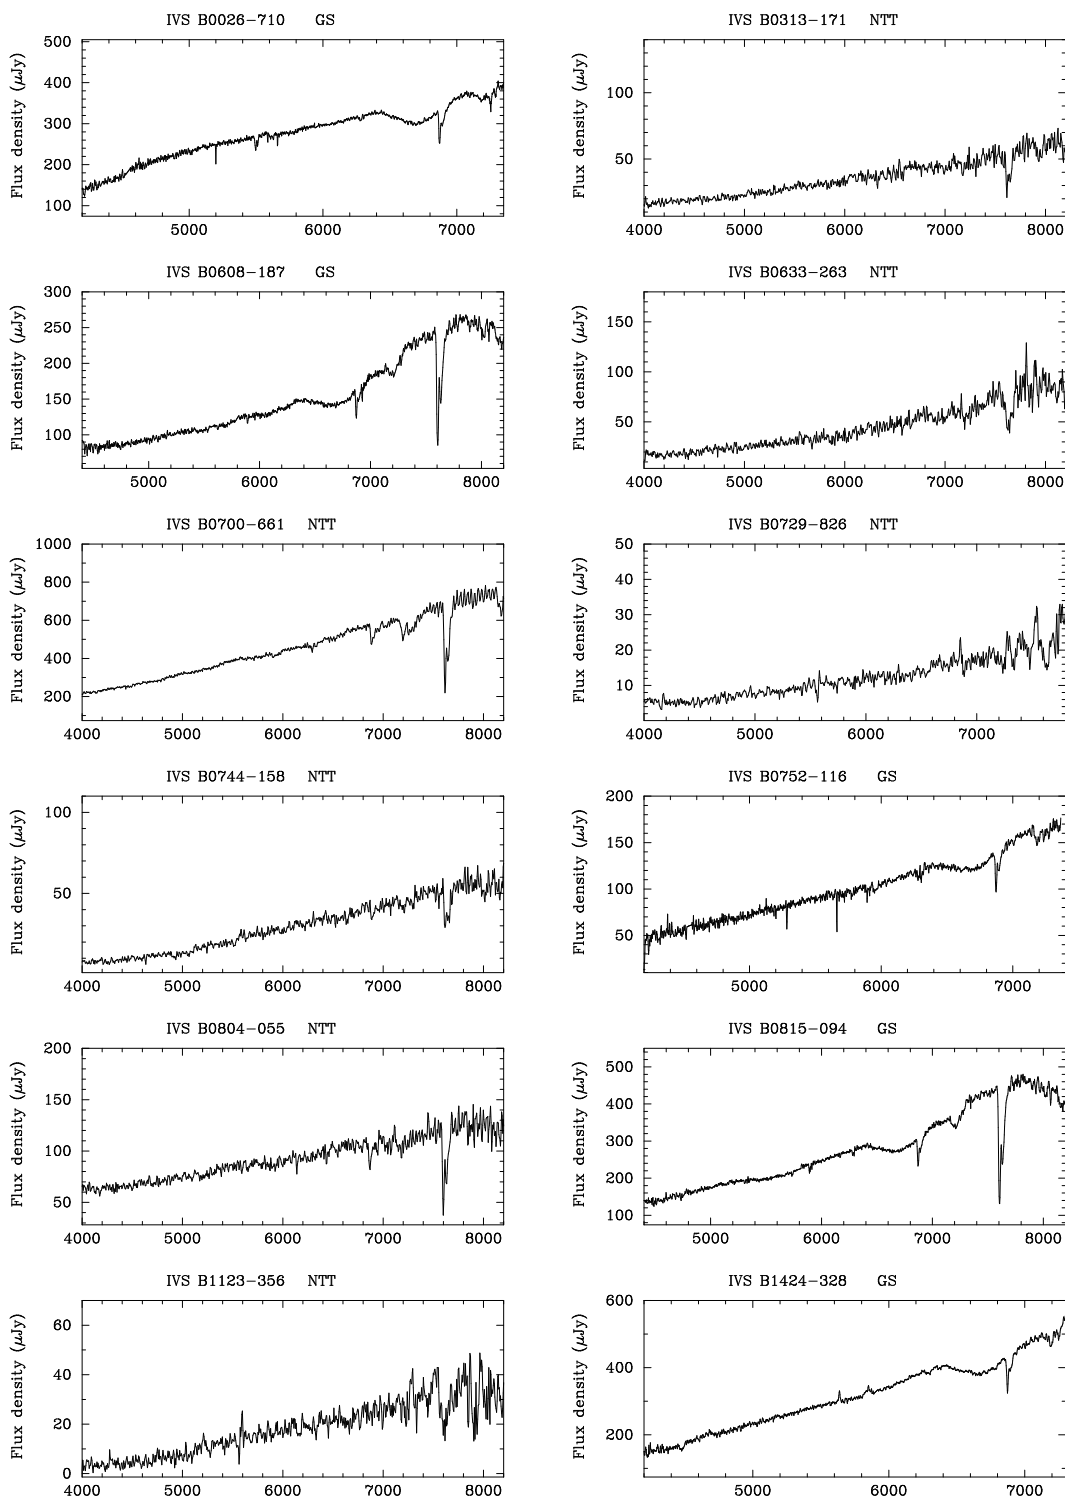 IVS B0026−710 GS
IVS B0313−171 NTT
Flux density (μJy)
500
400
300
200
100
5000 6000 7000
Flux density (μJy)
100
50
4000 5000 6000 7000 8000
IVS B0608−187 GS
IVS B0633−263 NTT
Flux density (μJy)
300
250
200
150
100
5000 6000 7000 8000
Flux density (μJy)
150
100
50
4000 5000 6000 7000 8000
IVS B0700−661 NTT
IVS B0729−826 NTT
Flux density (μJy)
1000
800
600
400
200
4000 5000 6000 7000 8000
Flux density (μJy)
50
40
30
20
10
4000 5000 6000 7000
IVS B0744−158 NTT
IVS B0752−116 GS
Flux density (μJy)
100
50
4000 5000 6000 7000 8000
Flux density (μJy)
200
150
100
50
5000 6000 7000
IVS B0804−055 NTT
IVS B0815−094 GS
Flux density (μJy)
200
150
100
50
4000 5000 6000 7000 8000
Flux density (μJy)
500
400
300
200
100
5000 6000 7000 8000
IVS B1123−356 NTT
IVS B1424−328 GS
Flux density (μJy)
60
40
20
0
4000 5000 6000 7000 8000
Flux density (μJy)
600
400
200
5000 6000 7000